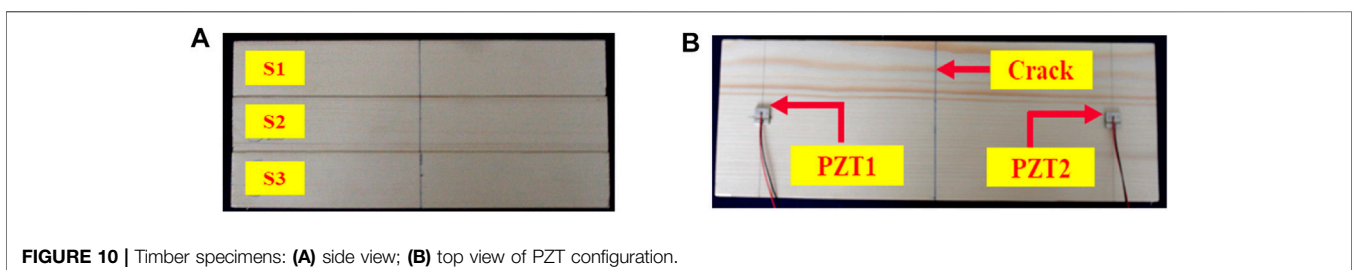 A
S1
S2
S3
B
Crack
PZT1
PZT2
FIGURE 10 | Timber specimens: (A) side view; (B) top view of PZT configuration.